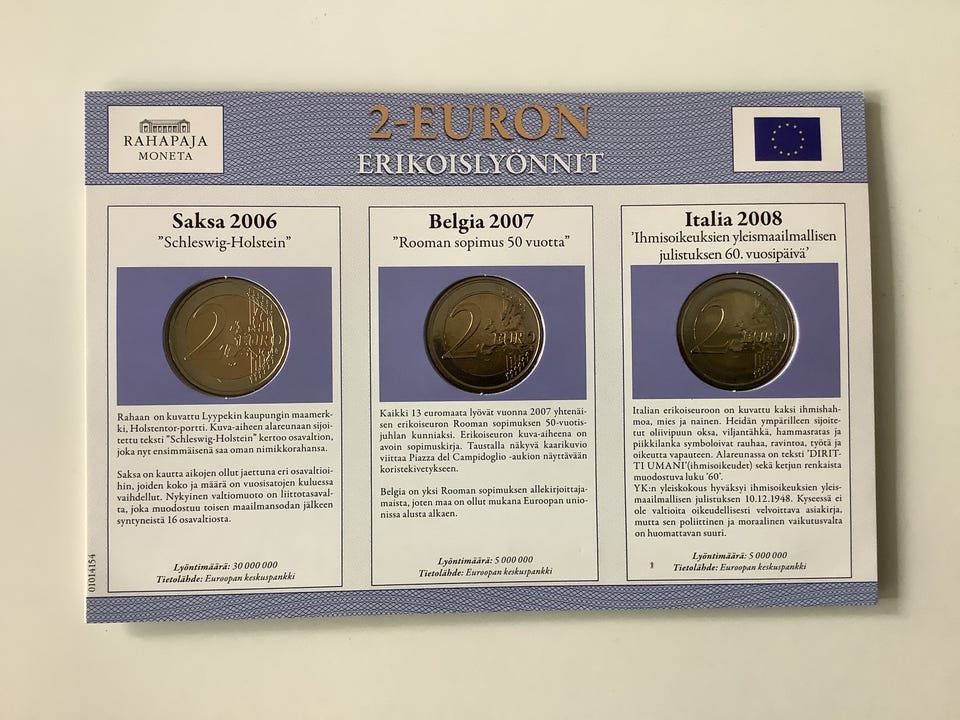 RAHAPAJA
MONETA
2-EURON
ERIKOISLYÖNNIT
Saksa 2006
"Schleswig-Holstein"
2 EURO
Rahaan on kuvattu Lyypekin kaupungin maamerk-
ki, Holstentor-portti. Kuva-aiheen alareunaan sijoi-
tettu teksti "Schleswig-Holstein" kertoo osavaltion,
joka nyt ensimmäisenä saa oman nimikkorahansa.
Saksa on kautta aikojen ollut jaettuna eri osavaltioi-
hin, joiden koko ja määrä on vuosisatojen kuluessa
vaihdellut. Nykyinen valtiomuoto on liittotasaval-
ta, joka muodostuu toisen maailmansodan jälkeen
syntyneistä 16 osavaltiosta.
Lyöntimäärä: 30 000 000
Tietolähde: Euroopan keskuspankki
Belgia 2007
"Rooman sopimus 50 vuotta"
2 EURO
Kaikki 13 euromaata lyövät vuonna 2007 yhtenäi-
sen erikoiseuron Rooman sopimuksen 50-vuotis-
juhlan kunniaksi. Erikoiseuron kuva-aiheena on
avoin sopimuskirja. Taustalla näkyvä kaarikuvio
viittaa Piazza del Campidoglio -aukion näyttävään
koristekivetykseen.
Belgia on yksi Rooman sopimuksen allekirjoittaja-
maista, joten maa on ollut mukana Euroopan unio-
nissa alusta alkaen.
Lyöntimäärä: 5 000 000
Tietolähde: Euroopan keskuspankki
Italia 2008
'Ihmisoikeuksien yleismaailmallisen
julistuksen 60. vuosipäivä'
2 EURO
Italian erikoiseuroon on kuvattu kaksi ihmishah-
moa, mies ja nainen. Heidän ympärilleen sijoite-
tut oliivipuun oksa, viljantähkä, hammasratas ja
piikkilanka symboloivat rauhaa, ravintoa, työtä ja
oikeutta vapauteen. Alareunassa on teksti 'DIRIT-
TI UMANI'(ihmisoikeudet) sekä ketjun renkaista
muodostuva luku '60'.
YK:n yleiskokous hyväksyi ihmisoikeuksien yleis-
maailmallisen julistuksen 10.12.1948. Kyseessä ei
ole valtioita oikeudellisesti velvoittava asiakirja,
mutta sen poliittinen ja moraalinen vaikutusvalta
on huomattavan suuri.
Lyöntimäärä: 5 000 000
Tietolähde: Euroopan keskuspankki
01014154